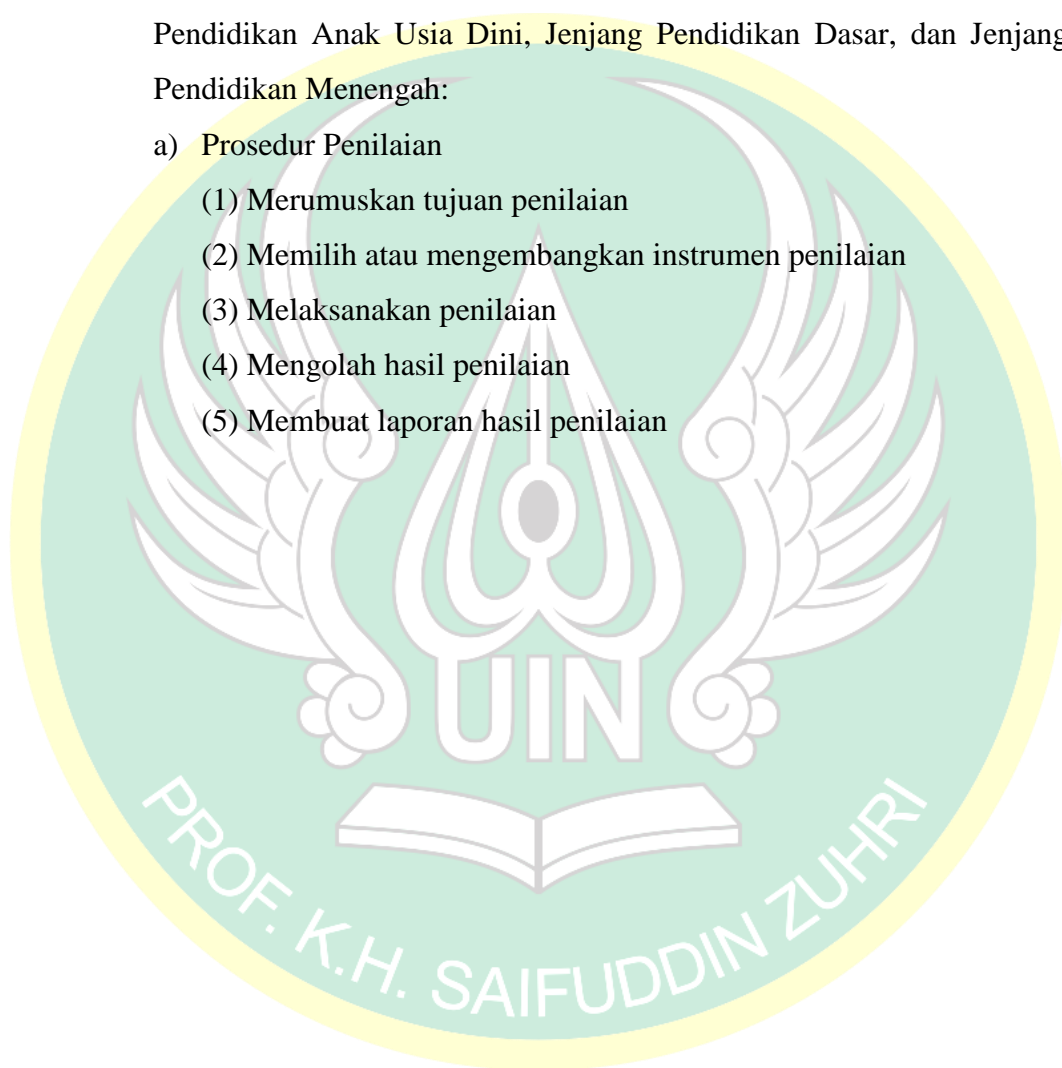 Pendidikan Anak Usia Dini, Jenjang Pendidikan Dasar, dan Jenjang
Pendidikan Menengah:
a) Prosedur Penilaian
(1) Merumuskan tujuan penilaian
(2) Memilih atau mengembangkan instrumen penilaian
(3) Melaksanakan penilaian
(4) Mengolah hasil penilaian
(5) Membuat laporan hasil penilaian
UIN
PROF. K.H. SAIFUDDIN ZUHRI